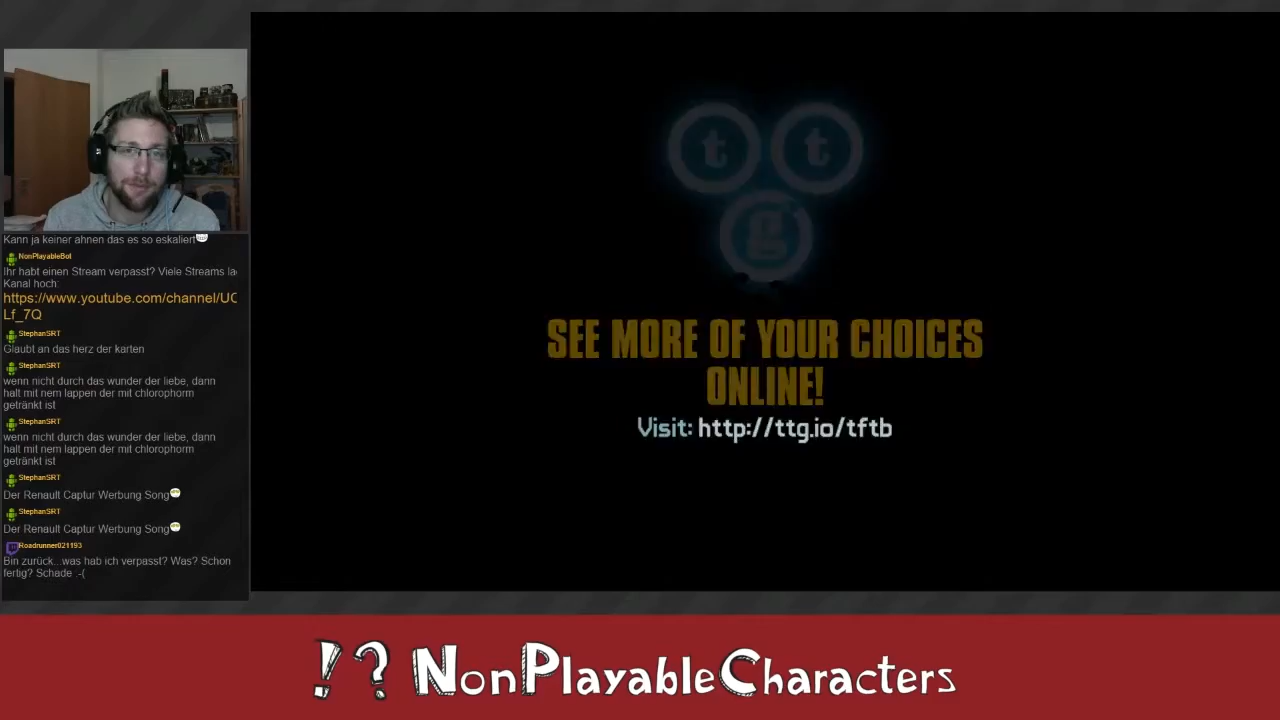 Kann ja keiner ahnen das es so eskaliert
NonPlayableBot
Ihr habt einen Stream verpasst? Viele Streams la
Kanal hoch:
https://www.youtube.com/channel/UC
Lf_7Q
StephanSRT
Glaubt an das herz der karten
StephanSRT
wenn nicht durch das wunder der liebe, dann
halt mit nem lappen der mit chlorophorm
getränkt ist
StephanSRT
wenn nicht durch das wunder der liebe, dann
halt mit nem lappen der mit chlorophorm
getränkt ist
StephanSRT
Der Renault Captur Werbung Song
StephanSRT
Der Renault Captur Werbung Song
Roadrunner021193
Bin zurück...was hab ich verpasst? Was? Schon
fertig? Schade :-(
t t
g
SEE MORE OF YOUR CHOICES
ONLINE!
Visit: http://ttg.io/tftb
!? NonPlayableCharacters